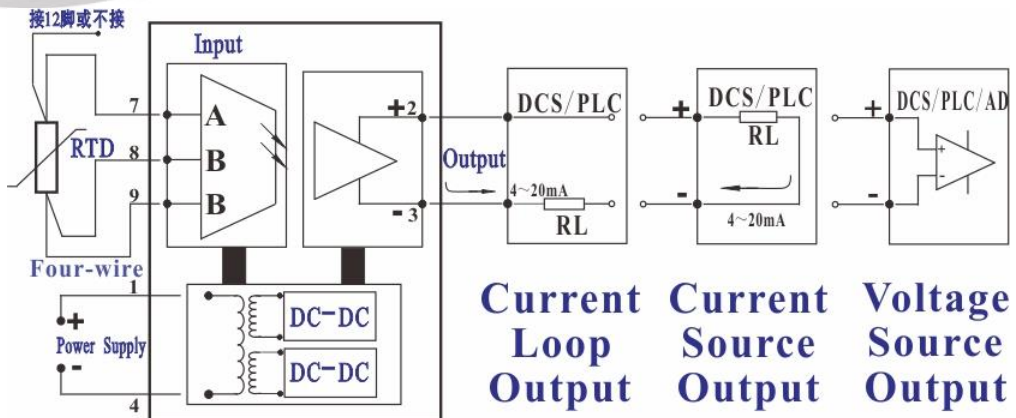 接12脚或不接
Input
7
A
RTD
8
B
9
B
Four-wire
+2
-3
Output
1
+
Power Supply
-
4
DC-DC
DC-DC
DCS/PLC
4~20mA
RL
+
DCS/PLC
RL
-
4~20mA
+
DCS/PLC/AD
+
-
-
Current
Loop
Output
Current
Source
Output
Voltage
Source
Output